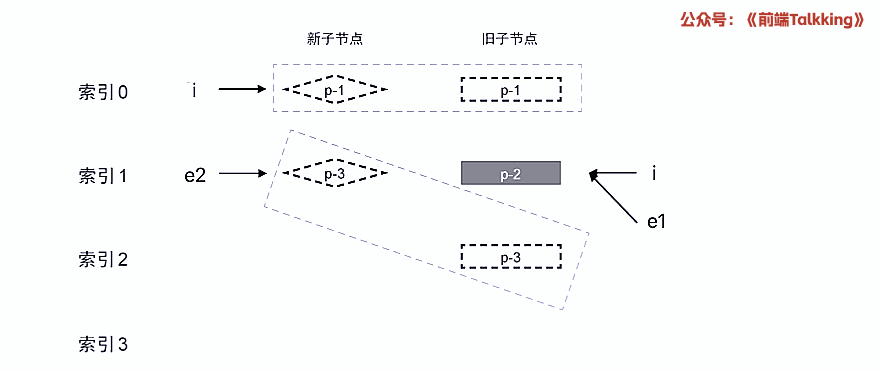 公众号：《前端Talkking》
新子节点 旧子节点
索引0 i p-1 p-1
索引1 e2 p-3 p-2 i
e1
索引2 p-3
索引3